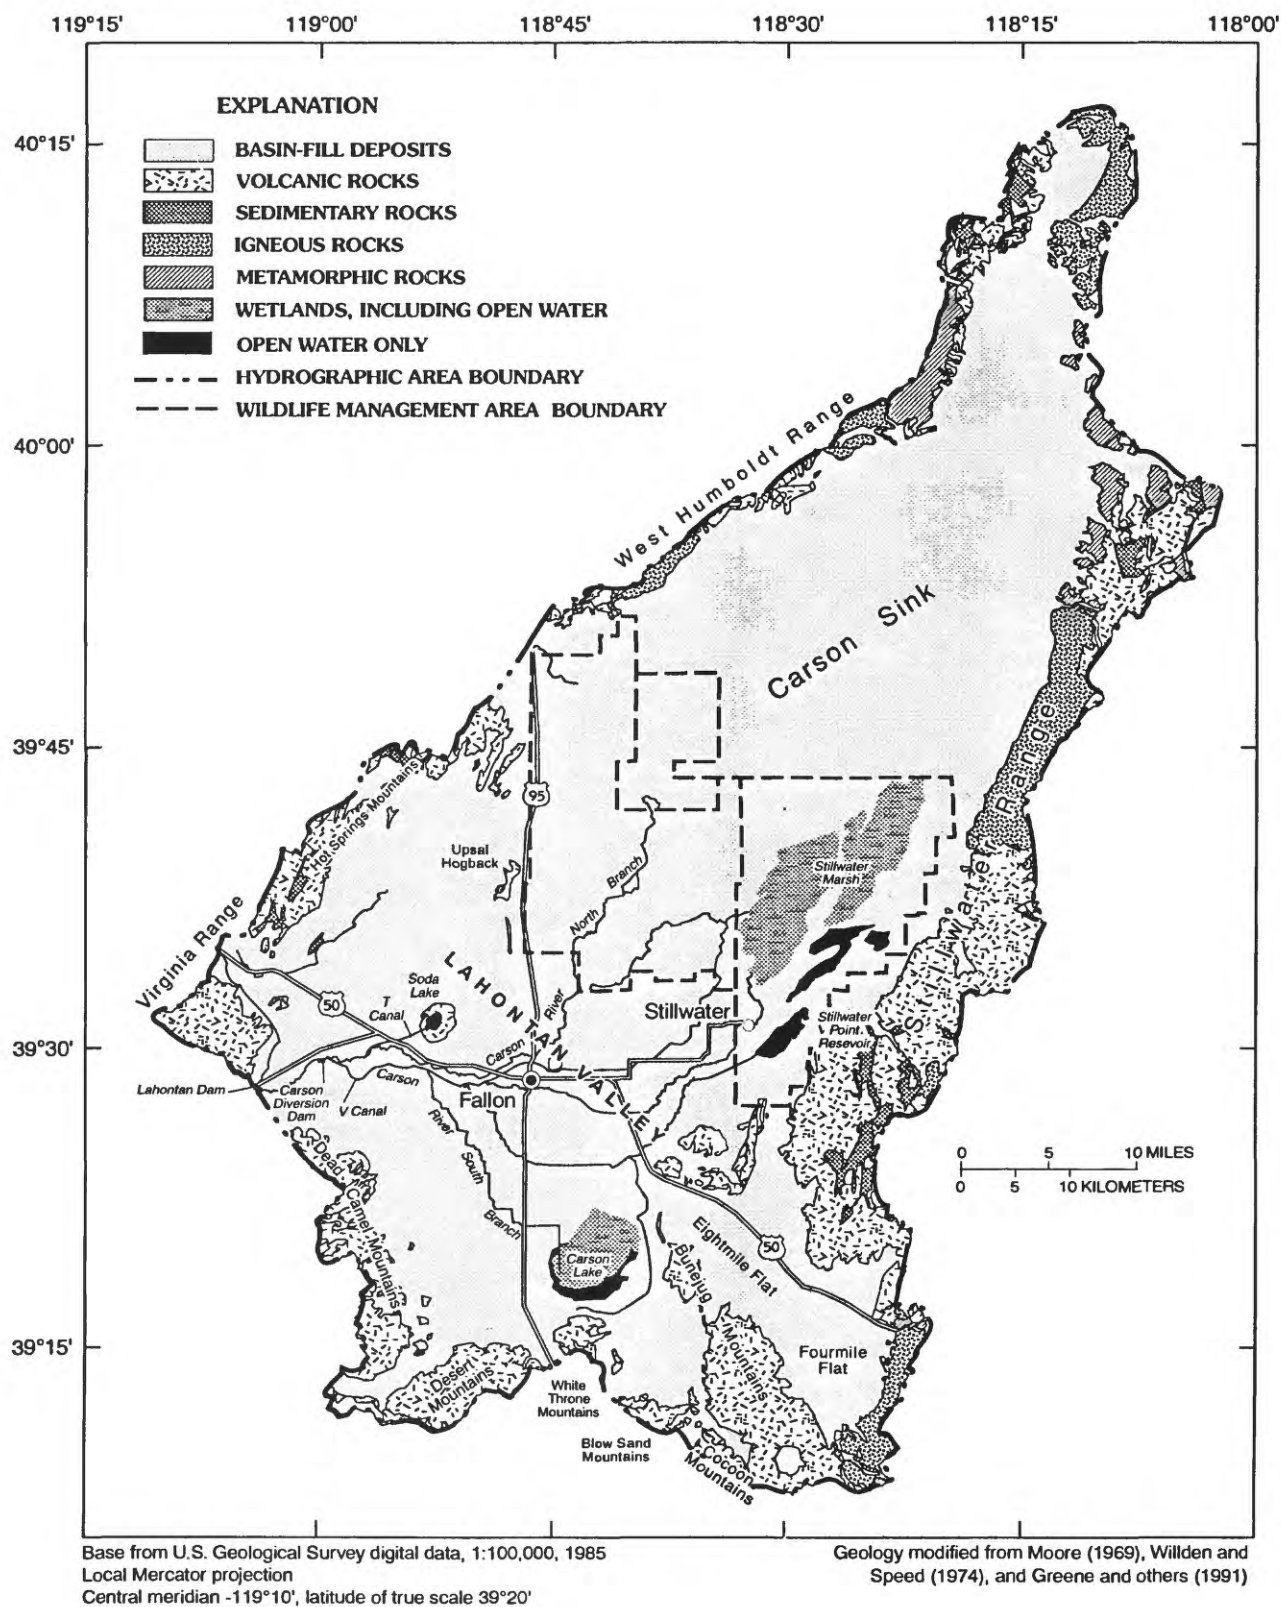 119°15'
119°00'
118°45'
118°30'
118°15'
118°00'
EXPLANATION
40°15'
BASIN-FILL DEPOSITS
VOLCANIC ROCKS
SEDIMENTARY ROCKS
IGNEOUS ROCKS
METAMORPHIC ROCKS
WETLANDS, INCLUDING OPEN WATER
OPEN WATER ONLY
HYDROGRAPHIC AREA BOUNDARY
WILDLIFE MANAGEMENT AREA BOUNDARY
40°00'
West Humboldt Range
Carson Sink
39°45'
Hot Springs Mountains
95
Upsal
Hogback
North
Branch
Stillwater
Marsh
Stillwater Range
Virginia Range
LAHONTAN VALLEY
Soda
Lake
T
Canal
50
River
Stillwater
Stillwater
Point
Resevoir
39°30'
Carson
Lahontan Dam
Carson
Diversion
Dam
V Canal
Carson
Fallon
River
South
Branch
0 5 10 MILES
0 5 10 KILOMETERS
Dead
Camel
Mountains
Carson
Lake
Eightmile Flat
50
Bunejug
Mountains
39°15'
Fourmile
Flat
Desert
Mountains
White
Throne
Mountains
Blow Sand
Mountains
Cocoon
Mountains
Base from U.S. Geological Survey digital data, 1:100,000, 1985
Local Mercator projection
Central meridian -119°10', latitude of true scale 39°20'
Geology modified from Moore (1969), Willden and
Speed (1974), and Greene and others (1991)